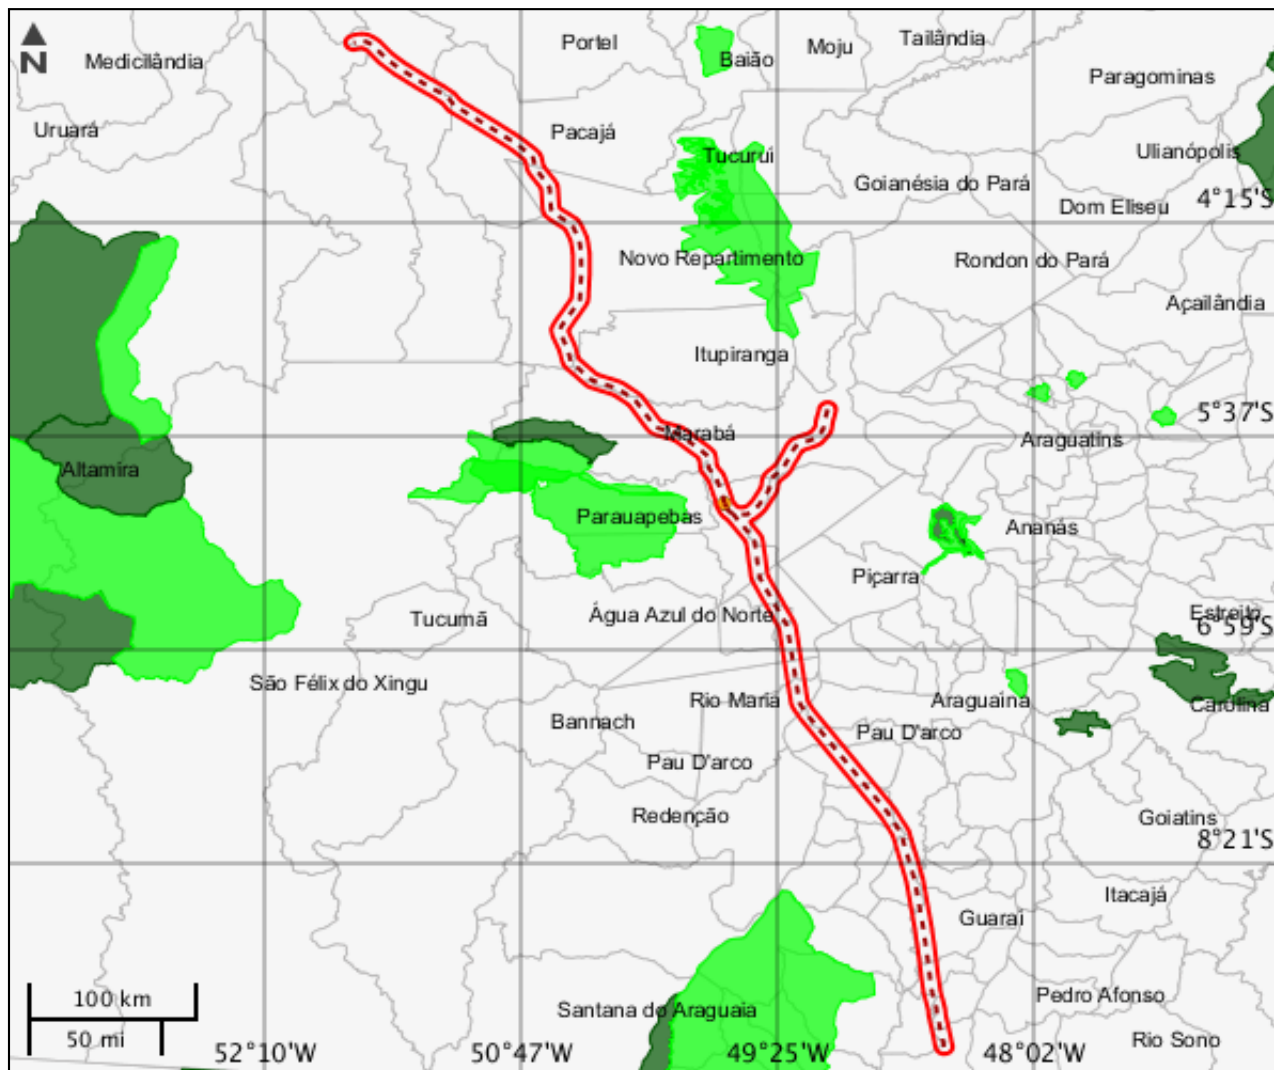 N
Portel
Moju
Tailândia
Medicilândia
Baião
Paragominas
Uruará
Pacajá
Tucuruí
Ulianópolis
Goianésia do Pará
4°15'S
Dom Eliseu
Novo Repartimento
Rondon do Pará
Açailândia
Itupiranga
5°37'S
Marabá
Araguatins
Altamira
Parauapebas
Ananás
Piçarra
Água Azul do Norte
Tucumã
Estreito
6°59'S
São Félix do Xingu
Rio Maria
Araguaína
Carolina
Bannach
Pau D'arco
Pau D'arco
Redenção
Goiatins
8°21'S
Itacajá
Guaraí
100 km
Pedro Afonso
Santana do Araguaia
50 mi
Rio Sono
52°10'W
50°47'W
49°25'W
48°02'W